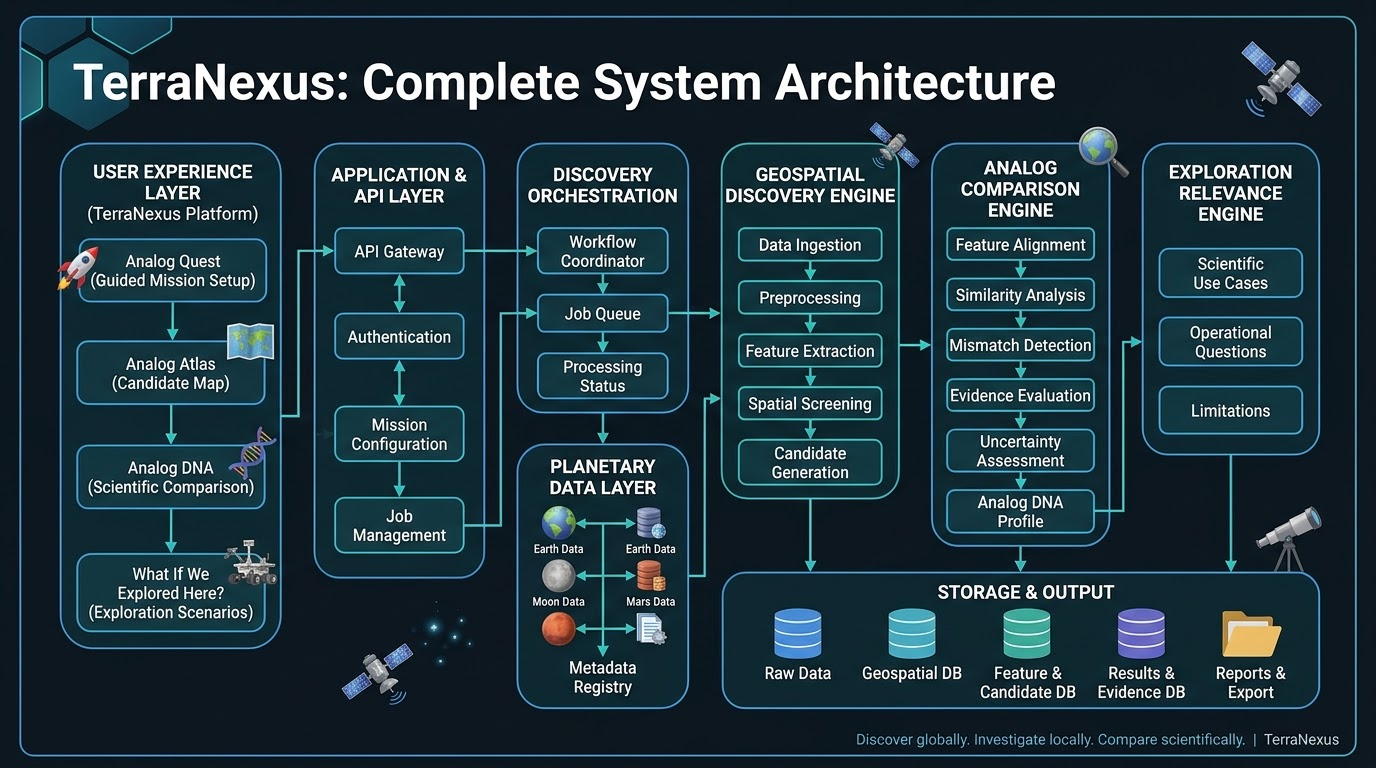 TerraNexus: Complete System Architecture
USER EXPERIENCE
LAYER
(TerraNexus Platform)
Analog Quest
(Guided Mission Setup)
Analog Atlas
(Candidate Map)
Analog DNA
(Scientific Comparison)
What If We
Explored Here?
(Exploration Scenarios)
APPLICATION &
API LAYER
API Gateway
Authentication
Mission
Configuration
Job
Management
DISCOVERY
ORCHESTRATION
Workflow
Coordinator
Job Queue
Processing
Status
PLANETARY
DATA LAYER
Earth Data
Earth Data
Moon Data
Mars Data
Metadata
Registry
GEOSPATIAL
DISCOVERY ENGINE
Data Ingestion
Preprocessing
Feature Extraction
Spatial Screening
Candidate
Generation
ANALOG
COMPARISON
ENGINE
Feature Alignment
Similarity Analysis
Mismatch Detection
Evidence Evaluation
Uncertainty
Assessment
Analog DNA
Profile
EXPLORATION
RELEVANCE
ENGINE
Scientific
Use Cases
Operational
Questions
Limitations
STORAGE & OUTPUT
Raw Data
Geospatial DB
Feature &
Candidate DB
Results &
Evidence DB
Reports &
Export
Discover globally. Investigate locally. Compare scientifically. | TerraNexus